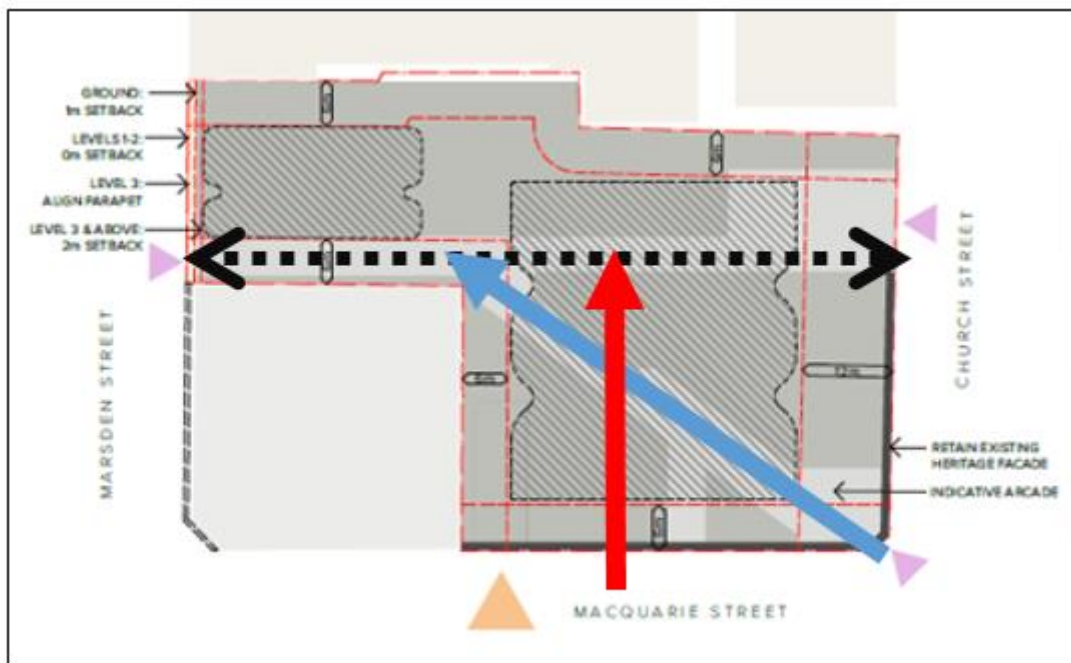 GROUND:
1m SETBACK
LEVELS 1-2:
0m SETBACK
LEVEL 3:
ALIGN PARAPET
LEVEL 3 & ABOVE:
2m SETBACK
MARSDEN STREET
CHURCH STREET
12m
RETAIN EXISTING
HERITAGE FACADE
INDICATIVE ARCADE
MACQUARIE STREET